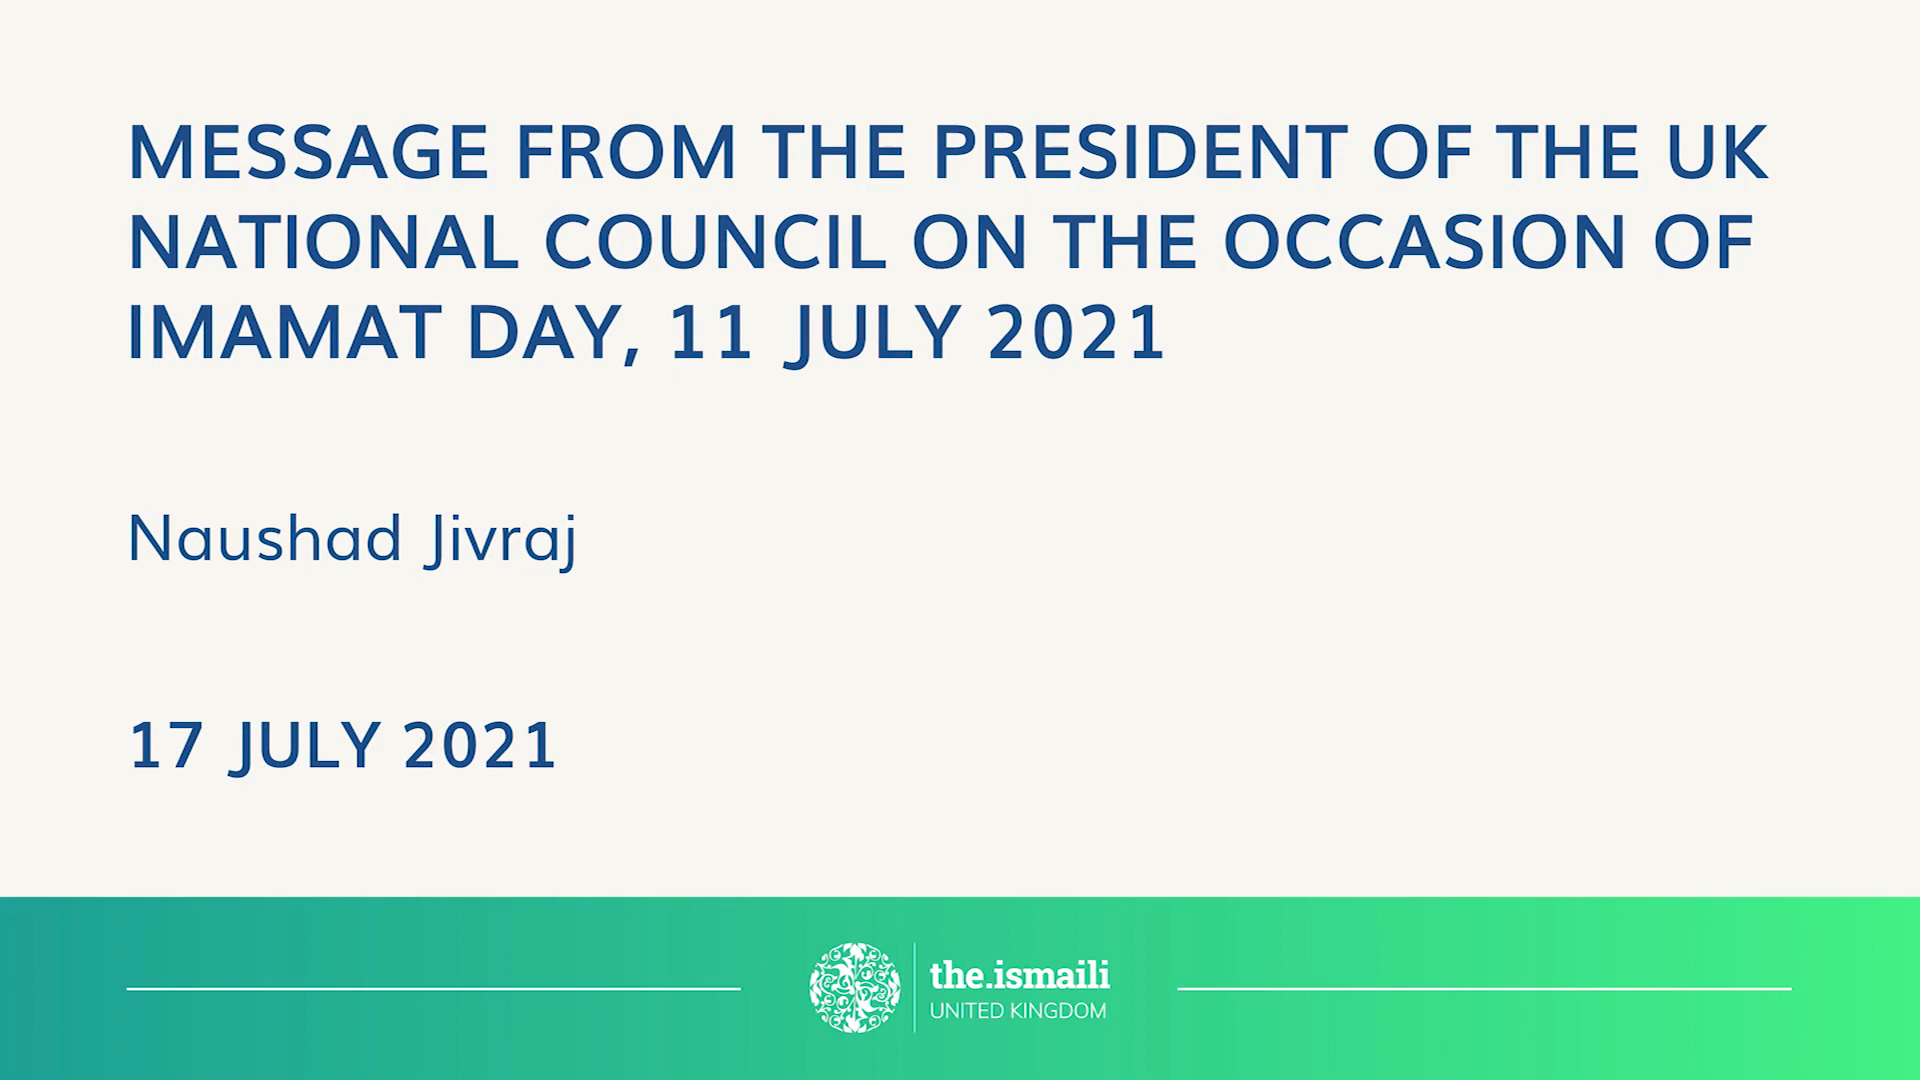 MESSAGE FROM THE PRESIDENT OF THE UK
NATIONAL COUNCIL ON THE OCCASION OF
IMAMAT DAY, 11 JULY 2021
Naushad Jivraj
17 JULY 2021
the.ismaili
UNITED KINGDOM